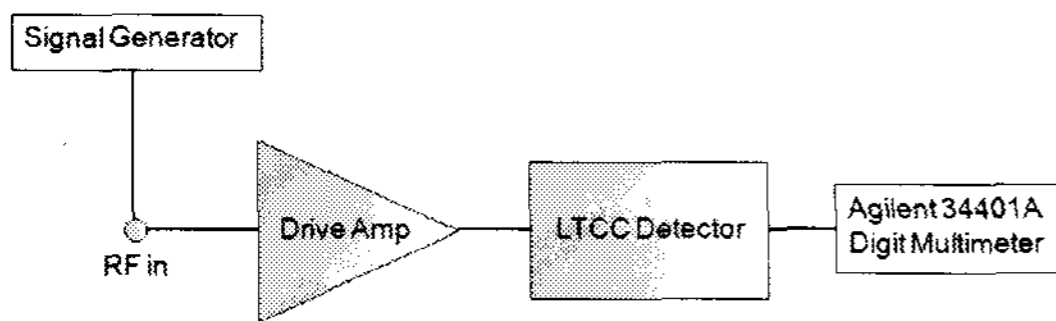 Signal Generator
RF in
Drive Amp
LTCC Detector
Agilent 34401A
Digit Multimeter